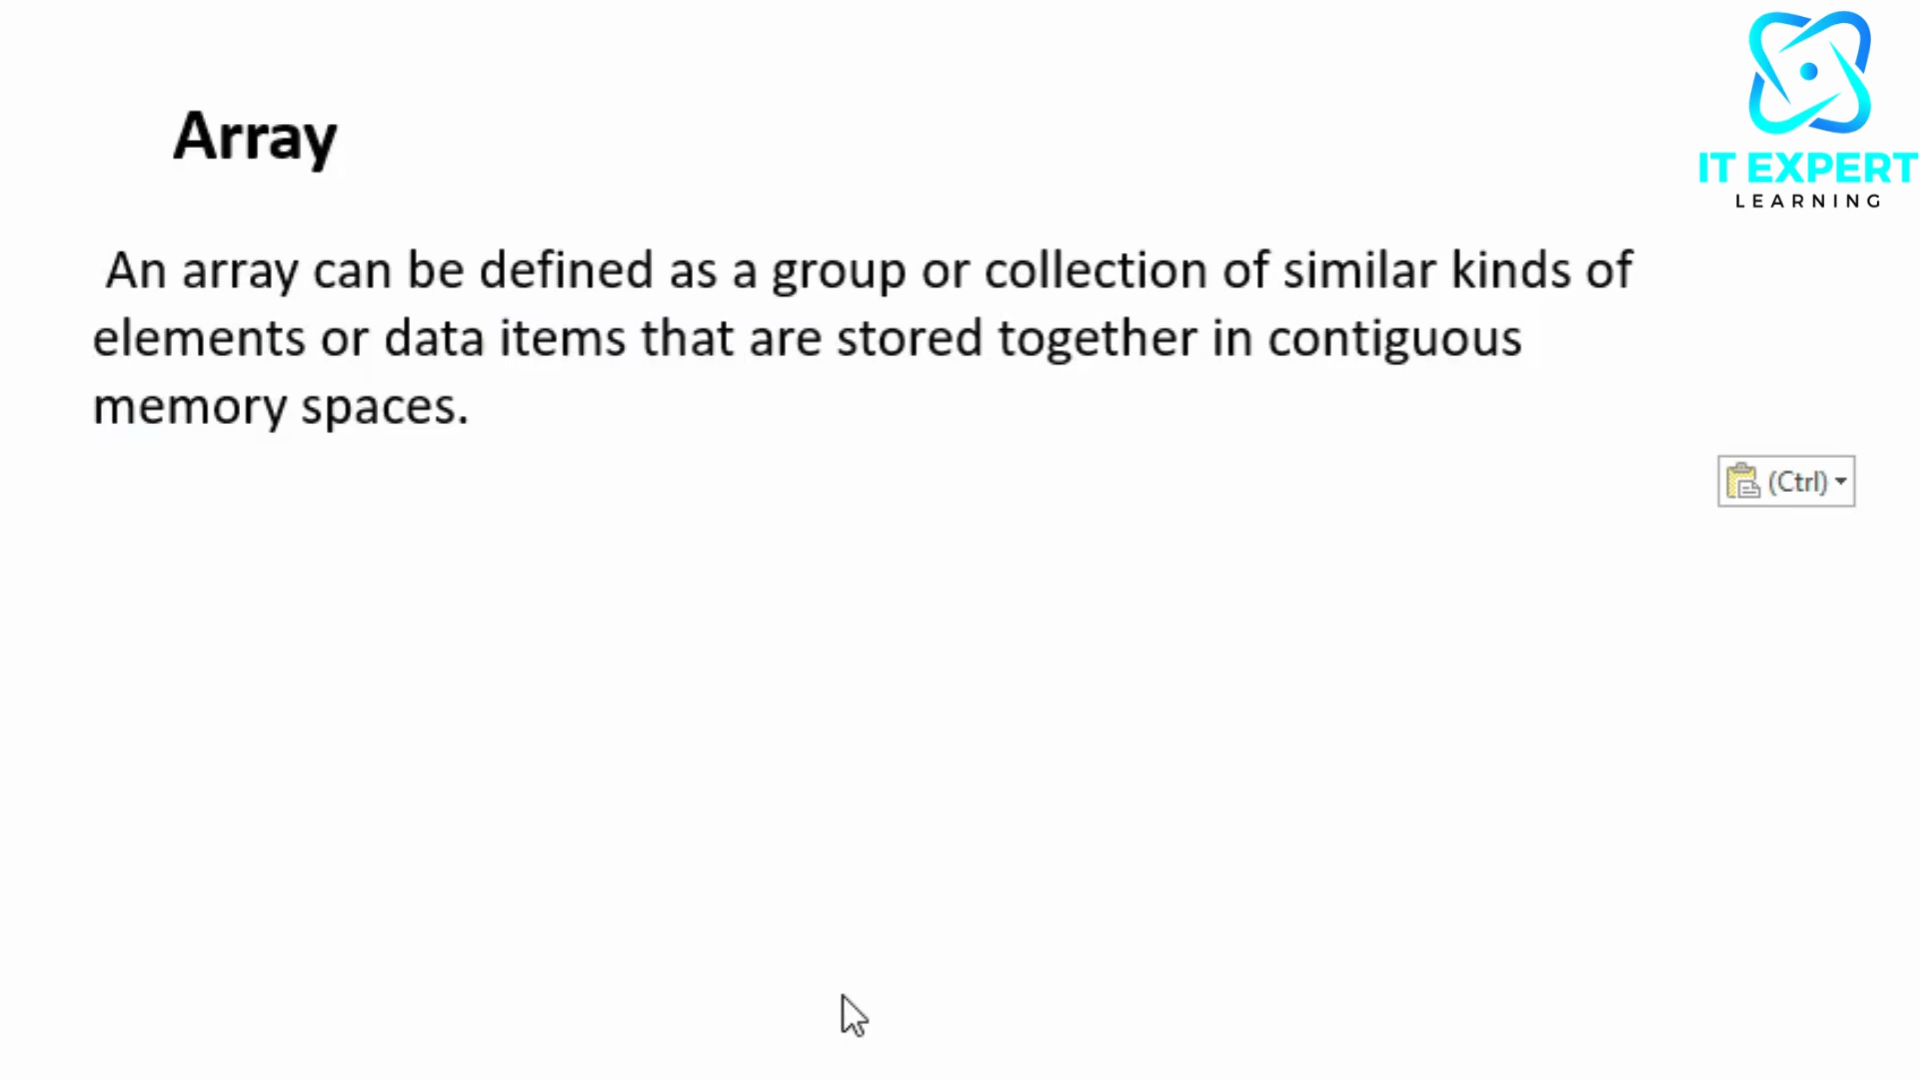 Array
IT EXPERT
LEARNING
An array can be defined as a group or collection of similar kinds of
elements or data items that are stored together in contiguous
memory spaces.
(Ctrl)